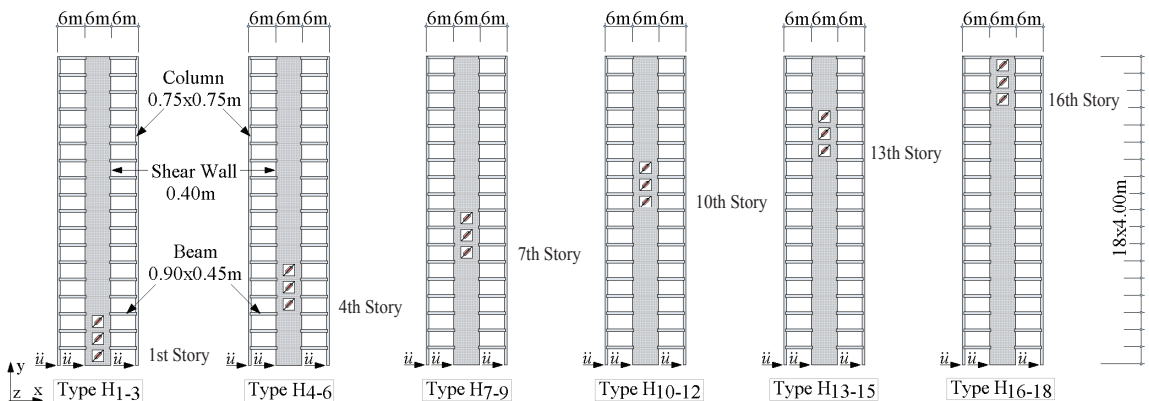 6m 6m 6m
6m 6m 6m
6m 6m 6m
6m 6m 6m
6m 6m 6m
6m 6m 6m
Column
0.75x0.75m
Shear Wall
0.40m
Beam
0.90x0.45m
1st Story
4th Story
7th Story
10th Story
13th Story
16th Story
18x4.00m
ü ü ü
ü ü ü
ü ü ü
ü ü ü
ü ü ü
ü ü ü
y
z x
Type H1-3
Type H4-6
Type H7-9
Type H10-12
Type H13-15
Type H16-18